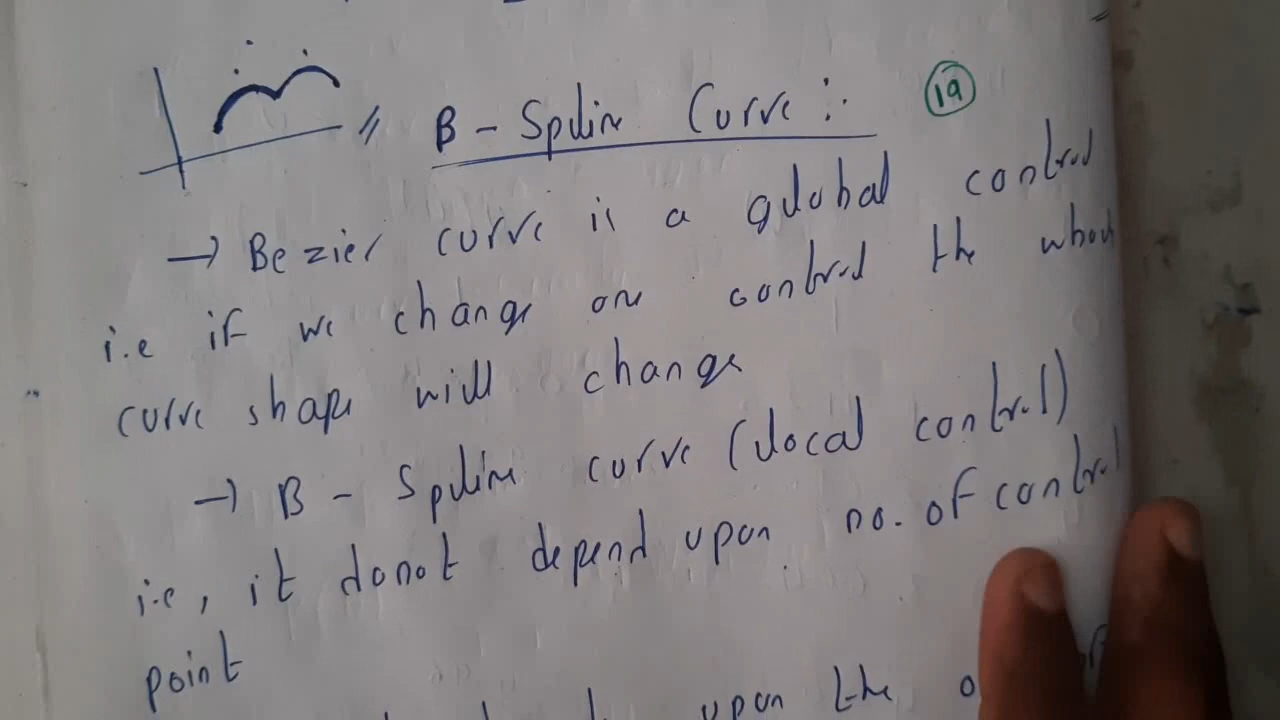 B - Spline Curve :
19
→ Bezier curve is a global control
i.e if we change one control the whole
curve shape will change
→ B - Spline curve (local control)
i.e, it donot depend upon no. of control
point
upon the